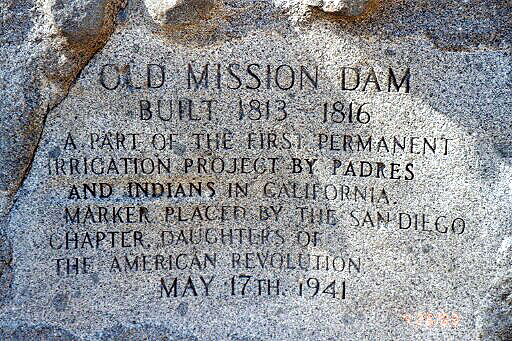 OLD MISSION DAM
BUILT 1813-1816
A PART OF THE FIRST PERMANENT
IRRIGATION PROJECT BY PADRES
AND INDIANS IN CALIFORNIA.
MARKER PLACED BY THE SAN DIEGO
CHAPTER, DAUGHTERS OF
THE AMERICAN REVOLUTION
MAY 17TH. 1941